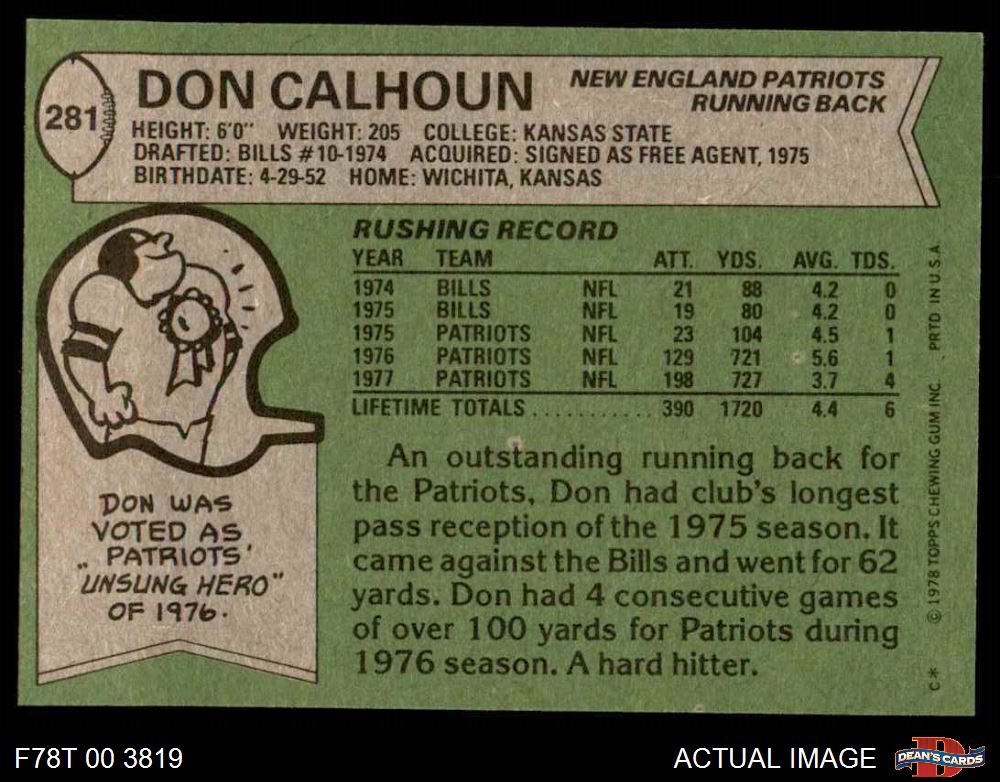 281
DON CALHOUN
NEW ENGLAND PATRIOTS
RUNNING BACK
HEIGHT: 6'0" WEIGHT: 205 COLLEGE: KANSAS STATE
DRAFTED: BILLS #10-1974 ACQUIRED: SIGNED AS FREE AGENT, 1975
BIRTHDATE: 4-29-52 HOME: WICHITA, KANSAS
RUSHING RECORD
YEAR TEAM ATT. YDS. AVG. TDS.
1974 BILLS NFL 21 88 4.2 0
1975 BILLS NFL 19 80 4.2 0
1975 PATRIOTS NFL 23 104 4.5 1
1976 PATRIOTS NFL 129 721 5.6 1
1977 PATRIOTS NFL 198 727 3.7 4
LIFETIME TOTALS ........... 390 1720 4.4 6
An outstanding running back for
the Patriots, Don had club's longest
pass reception of the 1975 season. It
came against the Bills and went for 62
yards. Don had 4 consecutive games
of over 100 yards for Patriots during
1976 season. A hard hitter.
DON WAS
VOTED AS
PATRIOTS'
"UNSUNG HERO"
OF 1976.
C* © 1978 TOPPS CHEWING GUM INC. PRTD IN U.S.A
F78T 00 3819
ACTUAL IMAGE
D
DEAN'S CARDS